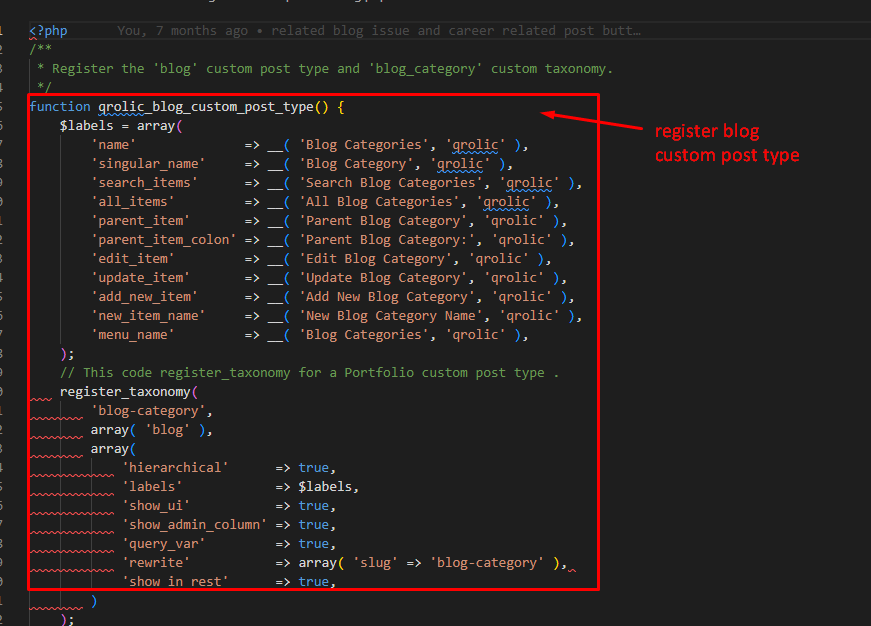 <?php You, 7 months ago • related blog issue and career related post butt…
/**
* Register the 'blog' custom post type and 'blog_category' custom taxonomy.
*/
function qrolic_blog_custom_post_type() {
$labels = array(
'name' => __( 'Blog Categories', 'qrolic' ),
'singular_name' => __( 'Blog Category', 'qrolic' ),
'search_items' => __( 'Search Blog Categories', 'qrolic' ),
'all_items' => __( 'All Blog Categories', 'qrolic' ),
'parent_item' => __( 'Parent Blog Category', 'qrolic' ),
'parent_item_colon' => __( 'Parent Blog Category:', 'qrolic' ),
'edit_item' => __( 'Edit Blog Category', 'qrolic' ),
'update_item' => __( 'Update Blog Category', 'qrolic' ),
'add_new_item' => __( 'Add New Blog Category', 'qrolic' ),
'new_item_name' => __( 'New Blog Category Name', 'qrolic' ),
'menu_name' => __( 'Blog Categories', 'qrolic' ),
);
// This code register_taxonomy for a Portfolio custom post type .
register_taxonomy(
'blog-category',
array( 'blog' ),
array(
'hierarchical' => true,
'labels' => $labels,
'show_ui' => true,
'show_admin_column' => true,
'query_var' => true,
'rewrite' => array( 'slug' => 'blog-category' ),
'show_in_rest' => true,
)
);
register blog
custom post type